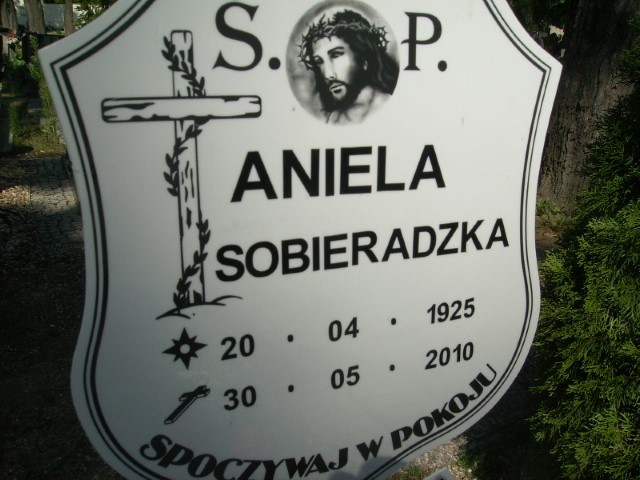 S. P.
ANIELA
SOBIERADZKA
20 · 04 · 1925
30 · 05 · 2010
SPOCZYWAJ W POKOJU